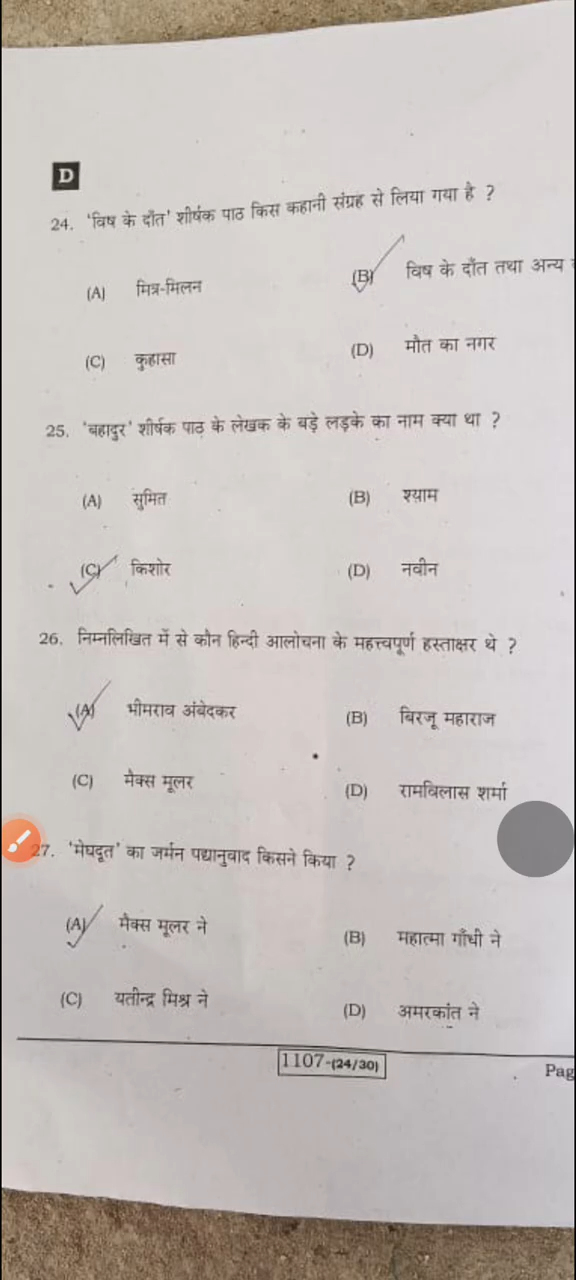 D
24. 'विष के दाँत' शीर्षक पाठ किस कहानी संग्रह से लिया गया है ?
(A) मित्र-मिलन (B) विष के दाँत तथा अन्य
(C) कुहासा (D) मौत का नगर
25. 'बहादुर' शीर्षक पाठ के लेखक के बड़े लड़के का नाम क्या था ?
(A) सुमित (B) श्याम
(C) किशोर (D) नवीन
26. निम्नलिखित में से कौन हिन्दी आलोचना के महत्त्वपूर्ण हस्ताक्षर थे ?
(A) भीमराव अंबेदकर (B) बिरजू महाराज
(C) मैक्स मूलर (D) रामविलास शर्मा
27. 'मेघदूत' का जर्मन पद्यानुवाद किसने किया ?
(A) मैक्स मूलर ने (B) महात्मा गाँधी ने
(C) यतीन्द्र मिश्र ने (D) अमरकांत ने
1107-(24/30)
Pag